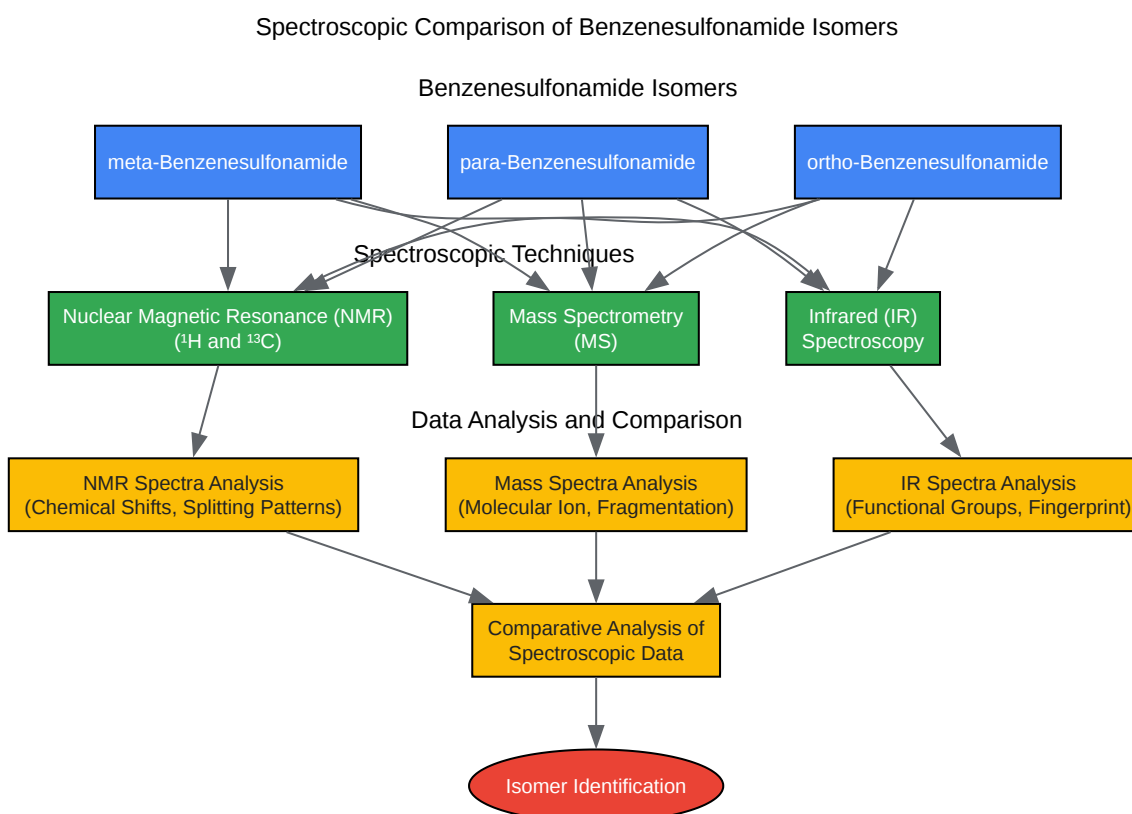 Spectroscopic Comparison of Benzenesulfonamide Isomers
Benzenesulfonamide Isomers
meta-Benzenesulfonamide
para-Benzenesulfonamide
ortho-Benzenesulfonamide
Spectroscopic Techniques
Nuclear Magnetic Resonance (NMR)
(¹H and ¹³C)
Mass Spectrometry
(MS)
Infrared (IR)
Spectroscopy
Data Analysis and Comparison
NMR Spectra Analysis
(Chemical Shifts, Splitting Patterns)
Mass Spectra Analysis
(Molecular Ion, Fragmentation)
IR Spectra Analysis
(Functional Groups, Fingerprint)
Comparative Analysis of
Spectroscopic Data
Isomer Identification